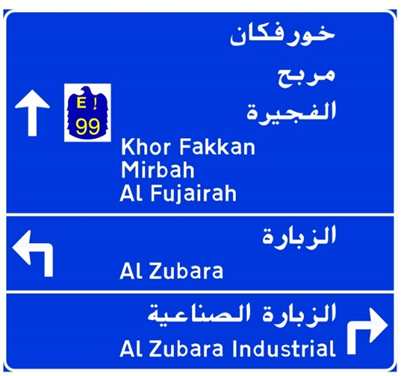 خورفكان
مربح
الفجيرة
E !
99
Khor Fakkan
Mirbah
Al Fujairah
الزبارة
Al Zubara
الزبارة الصناعية
Al Zubara Industrial